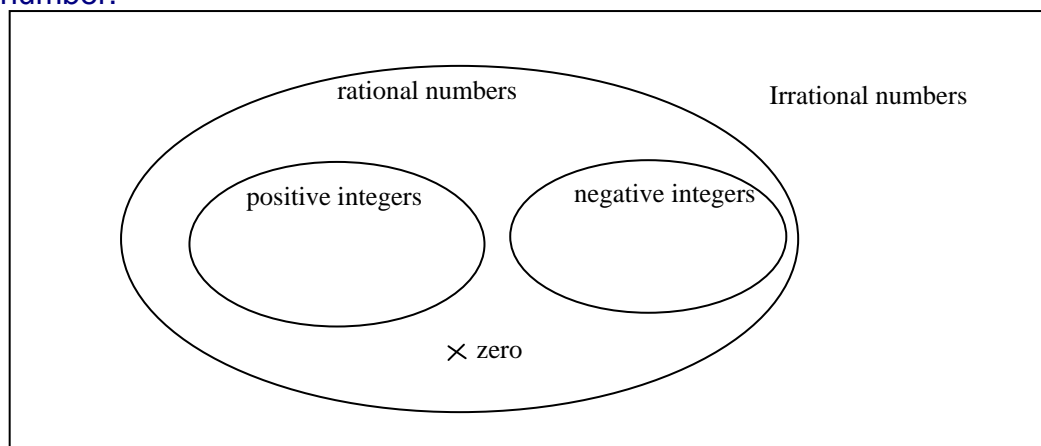 number.
rational numbers
Irrational numbers
positive integers
negative integers
zero